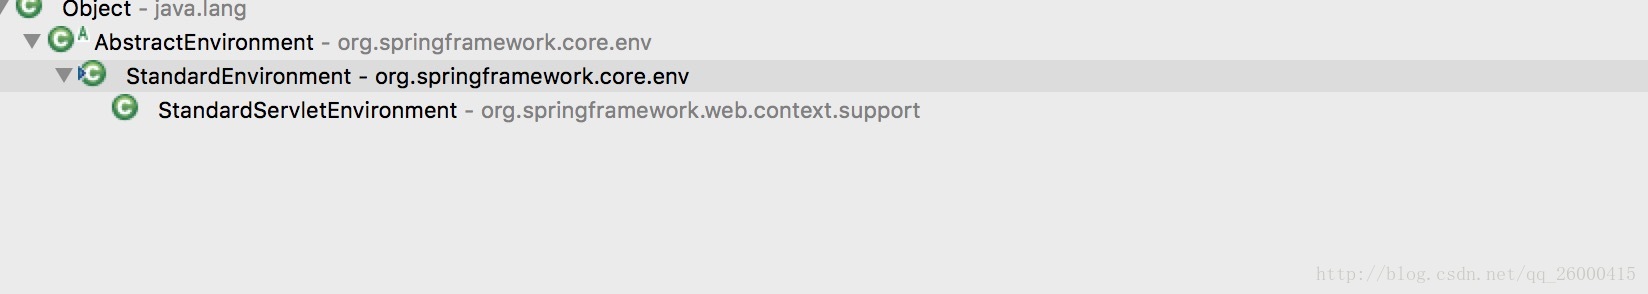 Object - java.lang
AbstractEnvironment - org.springframework.core.env
StandardEnvironment - org.springframework.core.env
StandardServletEnvironment - org.springframework.web.context.support
http://blog.csdn.net/qq_26000415